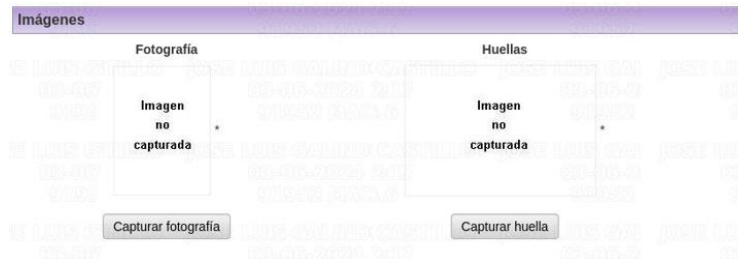 Imágenes
Fotografía
Huellas
Imagen
no
capturada
*
Imagen
no
capturada
*
Capturar fotografía
Capturar huella